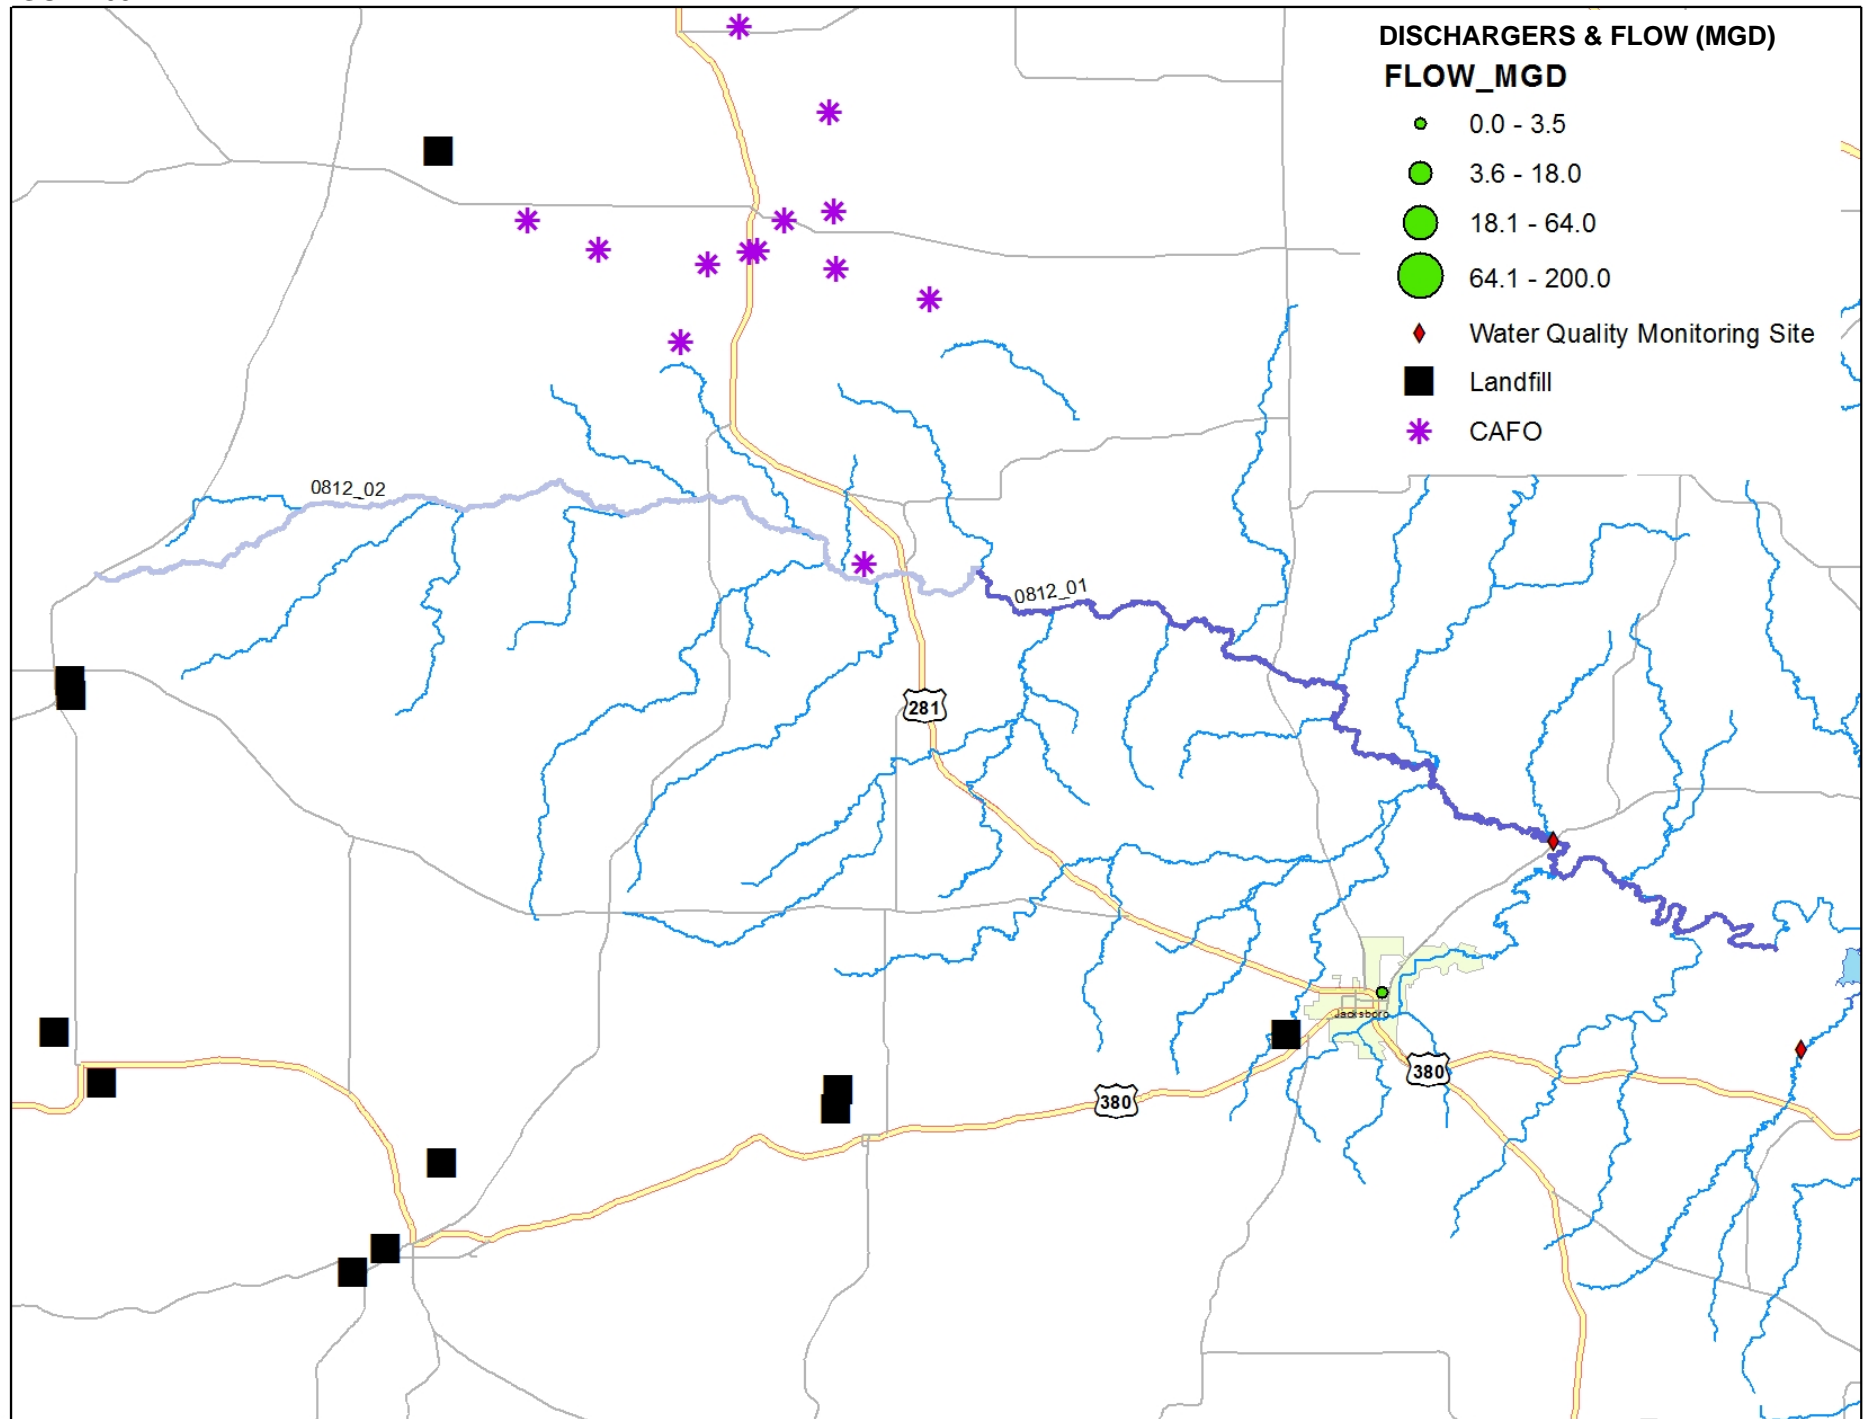 DISCHARGERS & FLOW (MGD)
FLOW_MGD
0.0 - 3.5
3.6 - 18.0
18.1 - 64.0
64.1 - 200.0
Water Quality Monitoring Site
Landfill
CAFO
0812_02
0812_01
281
Jacksboro
380
380